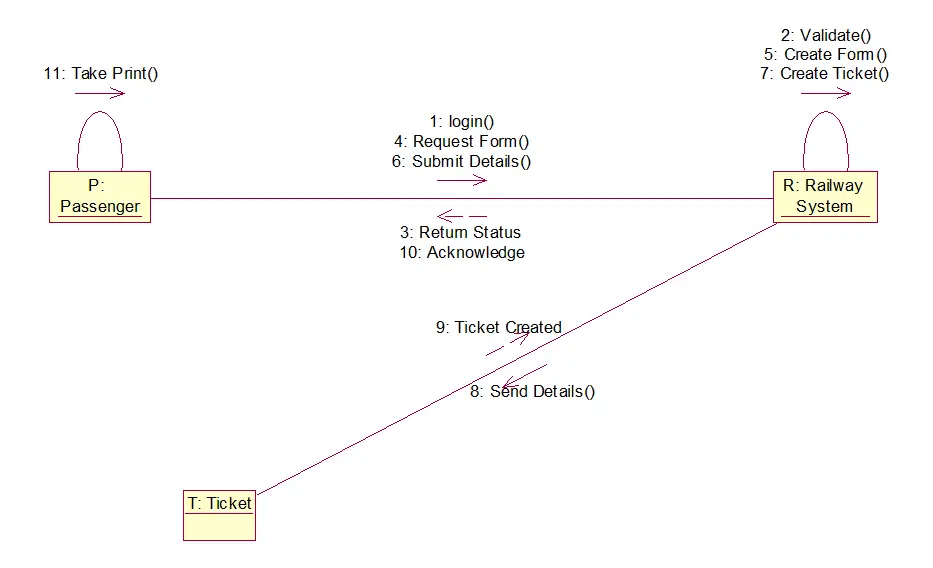 2: Validate()
5: Create Form()
7: Create Ticket()
11: Take Print()
1: login()
4: Request Form()
6: Submit Details()
P:
Passenger
R: Railway
System
3: Return Status
10: Acknowledge
9: Ticket Created
8: Send Details()
T: Ticket